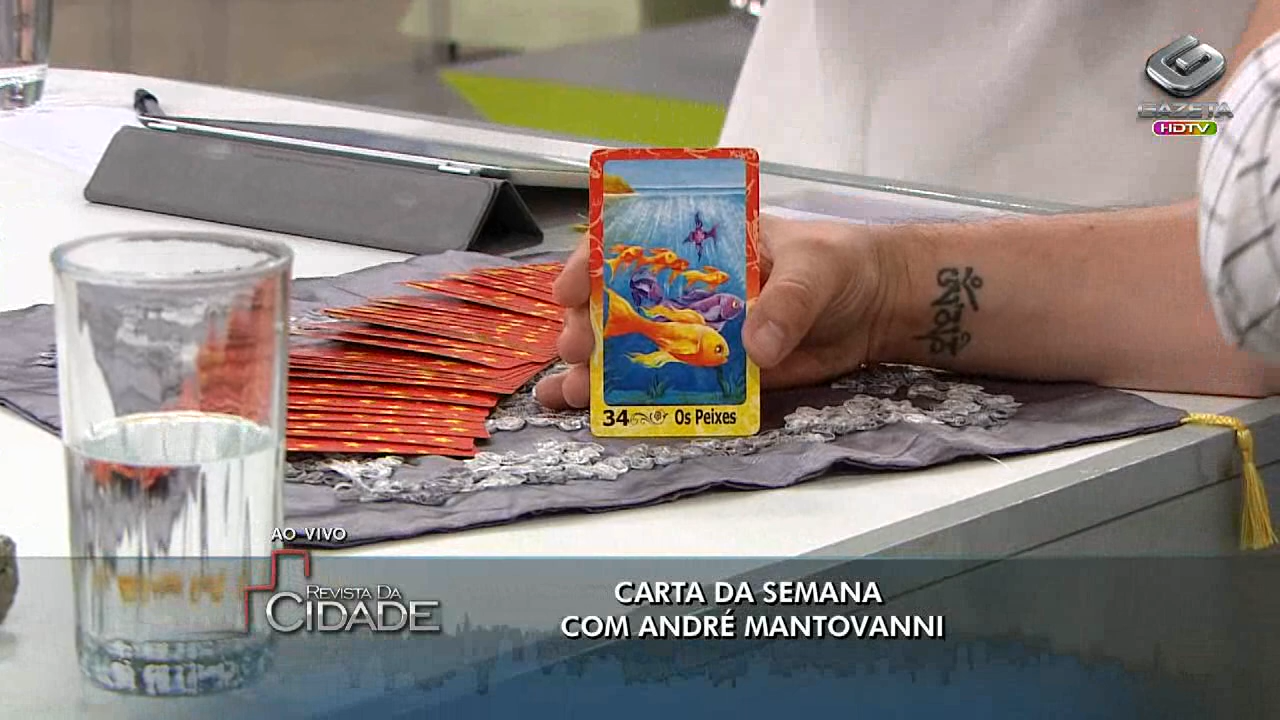 GAZETA
HDTV
34 Os Peixes
AO VIVO
REVISTA DA
CIDADE
CARTA DA SEMANA
COM ANDRÉ MANTOVANNI